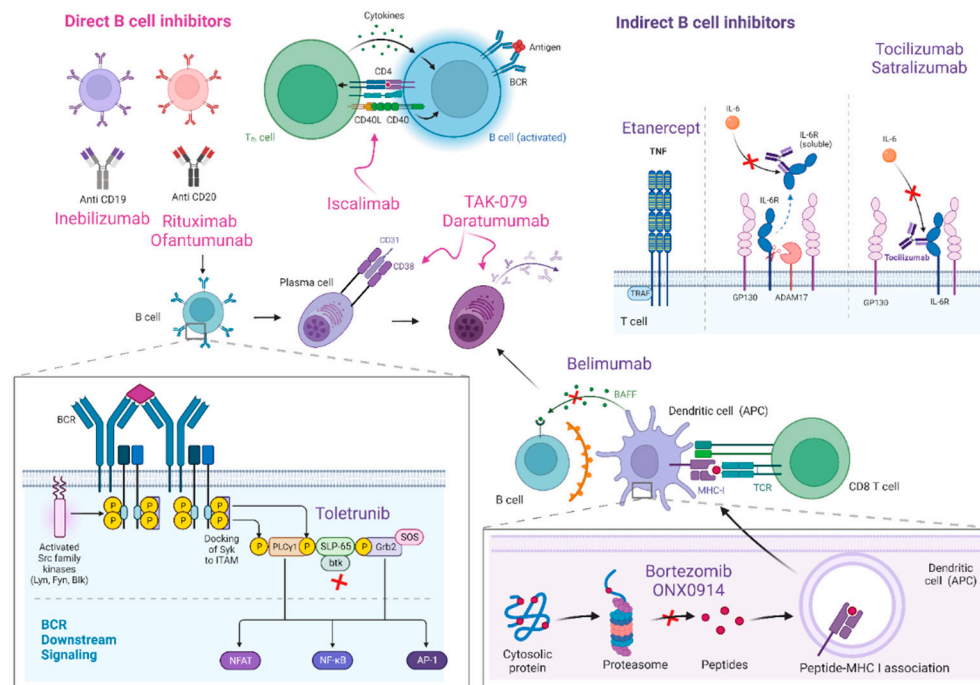 Direct B cell inhibitors
Indirect B cell inhibitors
Cytokines
Antigen
CD4
BCR
CD40L CD40
Tfh cell
B cell (activated)
Anti CD19
Anti CD20
Inebilizumab
Rituximab
Ofantumunab
Iscalimab
TAK-079
Daratumumab
CD31
CD38
Plasma cell
B cell
Etanercept
TNF
TRAF
T cell
IL-6
IL-6R
(soluble)
IL-6R
GP130
ADAM17
Tocilizumab
Satralizumab
IL-6
Tocilizumab
GP130
IL-6R
BCR
Activated
Src family
kinases
(Lyn, Fyn, Blk)
P
P
P
P
P
P
P
P
Docking
of Syk
to ITAM
Toletrunib
P
PLCγ1
P
SLP-65
P
Grb2
SOS
btk
BCR
Downstream
Signaling
NFAT
NF-κB
AP-1
Belimumab
BAFF
Dendritic cell (APC)
B cell
MHC-I
TCR
CD8 T cell
Dendritic
cell (APC)
Bortezomib
ONX0914
Cytosolic
protein
Proteasome
Peptides
Peptide-MHC I association